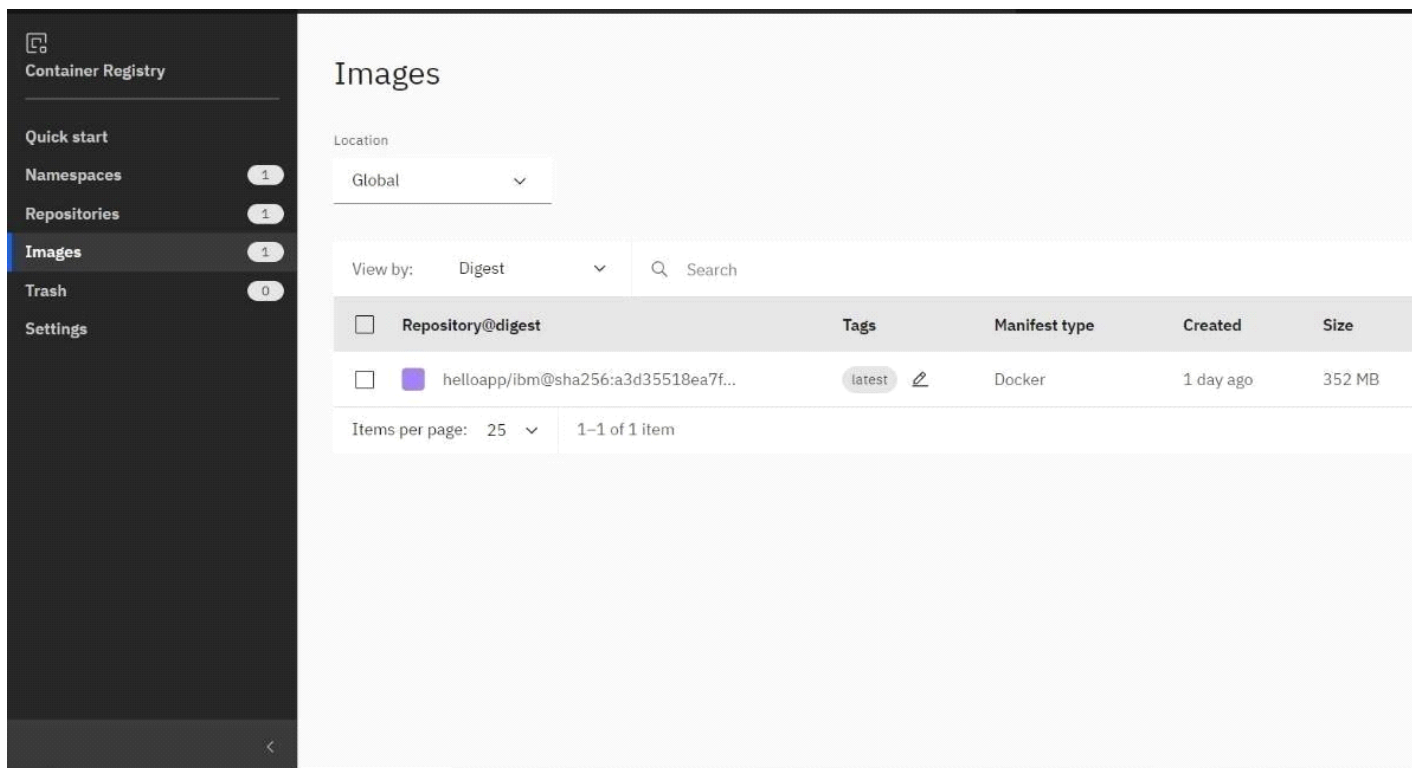 Container Registry
Quick start
Namespaces 1
Repositories 1
Images 1
Trash 0
Settings
Images
Location
Global
View by: Digest Search
Repository@digest Tags Manifest type Created Size
helloapp/ibm@sha256:a3d35518ea7f... latest Docker 1 day ago 352 MB
Items per page: 25 1–1 of 1 item